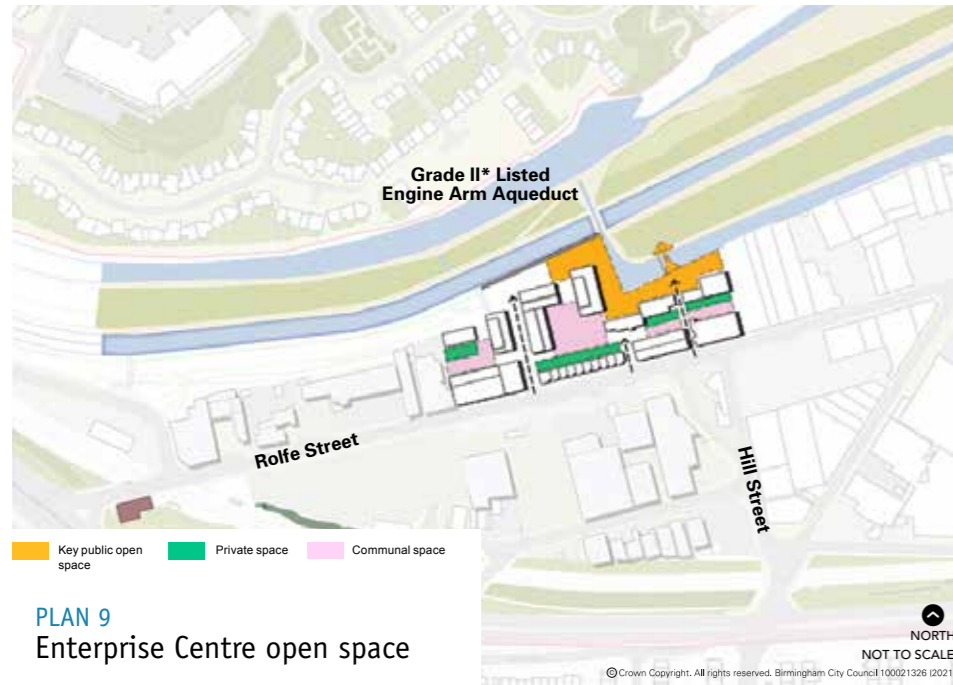 Grade II* Listed
Engine Arm Aqueduct
Rolfe Street
Hill Street
Key public open
space
Private space
Communal space
PLAN 9
Enterprise Centre open space
NORTH
NOT TO SCALE
© Crown Copyright. All rights reserved. Birmingham City Council 100021326 (2021